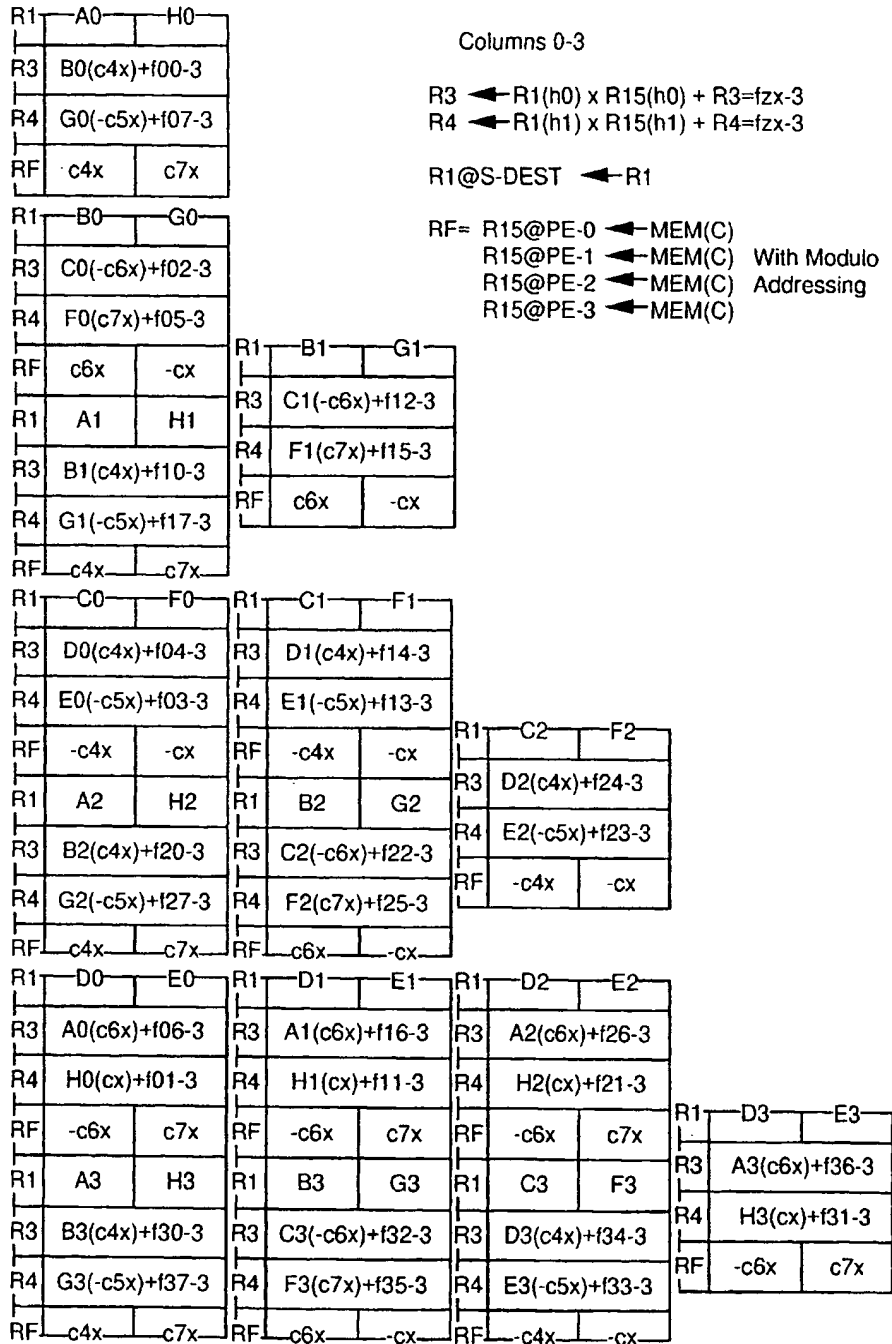 Columns 0-3
R3 ◄ R1(h0) x R15(h0) + R3=fzx-3
R4 ◄ R1(h1) x R15(h1) + R4=fzx-3
R1@S-DEST ◄ R1
RF= R15@PE-0 ◄ MEM(C)
R15@PE-1 ◄ MEM(C) With Modulo
R15@PE-2 ◄ MEM(C) Addressing
R15@PE-3 ◄ MEM(C)
R1 A0 H0
R3 B0(c4x)+f00-3
R4 G0(-c5x)+f07-3
RF c4x c7x
R1 B0 G0
R3 C0(-c6x)+f02-3
R4 F0(c7x)+f05-3
RF c6x -cx
R1 A1 H1
R3 B1(c4x)+f10-3
R4 G1(-c5x)+f17-3
RF c4x c7x
R1 B1 G1
R3 C1(-c6x)+f12-3
R4 F1(c7x)+f15-3
RF c6x -cx
R1 C0 F0
R3 D0(c4x)+f04-3
R4 E0(-c5x)+f03-3
RF -c4x -cx
R1 A2 H2
R3 B2(c4x)+f20-3
R4 G2(-c5x)+f27-3
RF c4x c7x
R1 C1 F1
R3 D1(c4x)+f14-3
R4 E1(-c5x)+f13-3
RF -c4x -cx
R1 B2 G2
R3 C2(-c6x)+f22-3
R4 F2(c7x)+f25-3
RF c6x -cx
R1 C2 F2
R3 D2(c4x)+f24-3
R4 E2(-c5x)+f23-3
RF -c4x -cx
R1 D0 E0
R3 A0(c6x)+f06-3
R4 H0(cx)+f01-3
RF -c6x c7x
R1 A3 H3
R3 B3(c4x)+f30-3
R4 G3(-c5x)+f37-3
RF c4x c7x
R1 D1 E1
R3 A1(c6x)+f16-3
R4 H1(cx)+f11-3
RF -c6x c7x
R1 B3 G3
R3 C3(-c6x)+f32-3
R4 F3(c7x)+f35-3
RF c6x -cx
R1 D2 E2
R3 A2(c6x)+f26-3
R4 H2(cx)+f21-3
RF -c6x c7x
R1 C3 F3
R3 D3(c4x)+f34-3
R4 E3(-c5x)+f33-3
RF -c4x -cx
R1 D3 E3
R3 A3(c6x)+f36-3
R4 H3(cx)+f31-3
RF -c6x c7x